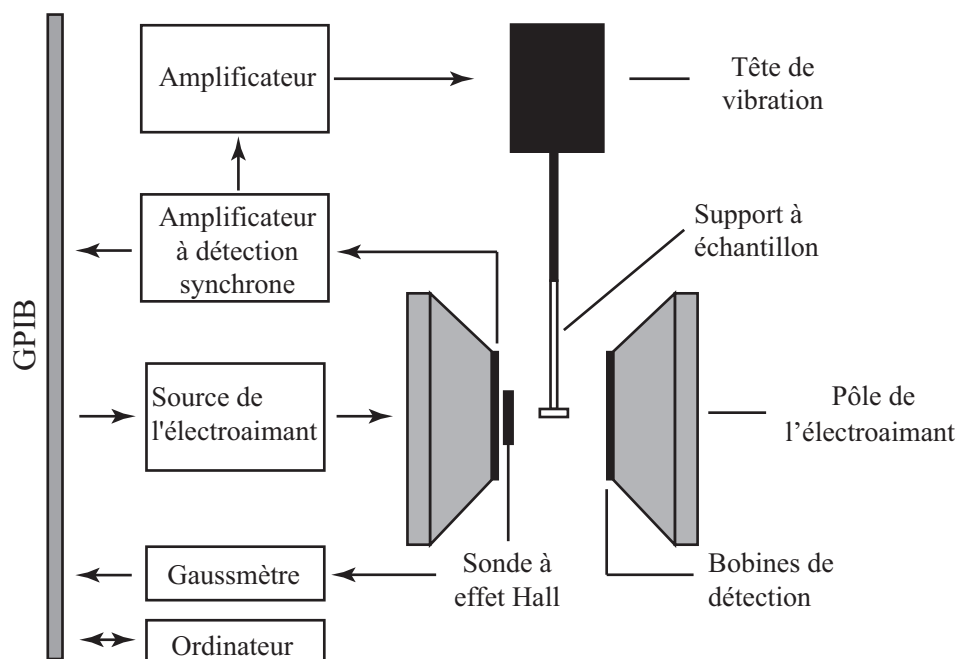 GPIB
Amplificateur
Tête de
vibration
Amplificateur
à détection
synchrone
Support à
échantillon
Source de
l'électroaimant
Pôle de
l’électroaimant
Gaussmètre
Sonde à
effet Hall
Bobines de
détection
Ordinateur